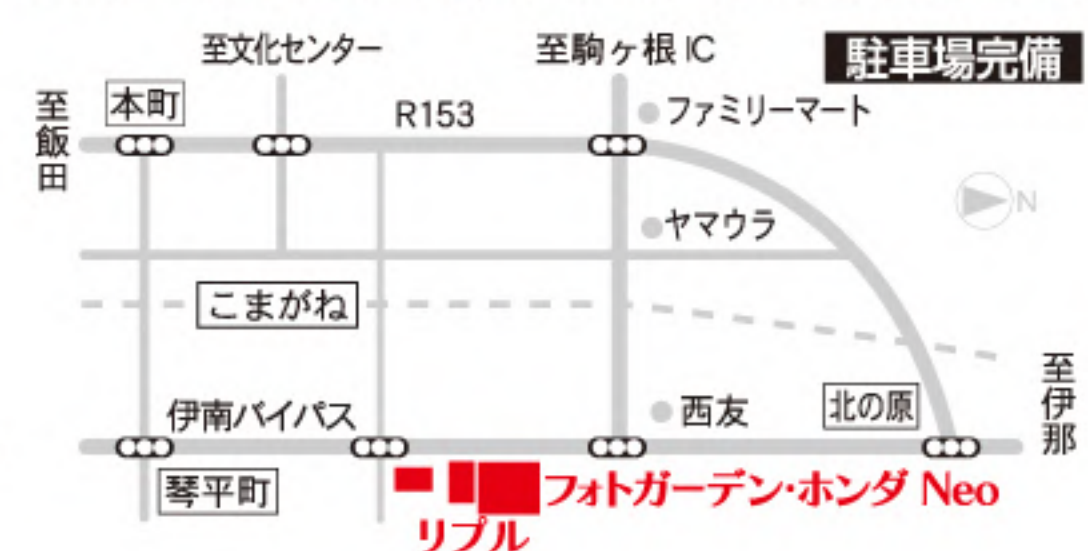 至文化センター
至駒ヶ根IC
駐車場完備
至飯田
本町
R153
ファミリーマート
N
ヤマウラ
こまがね
至伊那
伊南バイパス
西友
北の原
琴平町
フォトガーデン・ホンダ Neo
リプル